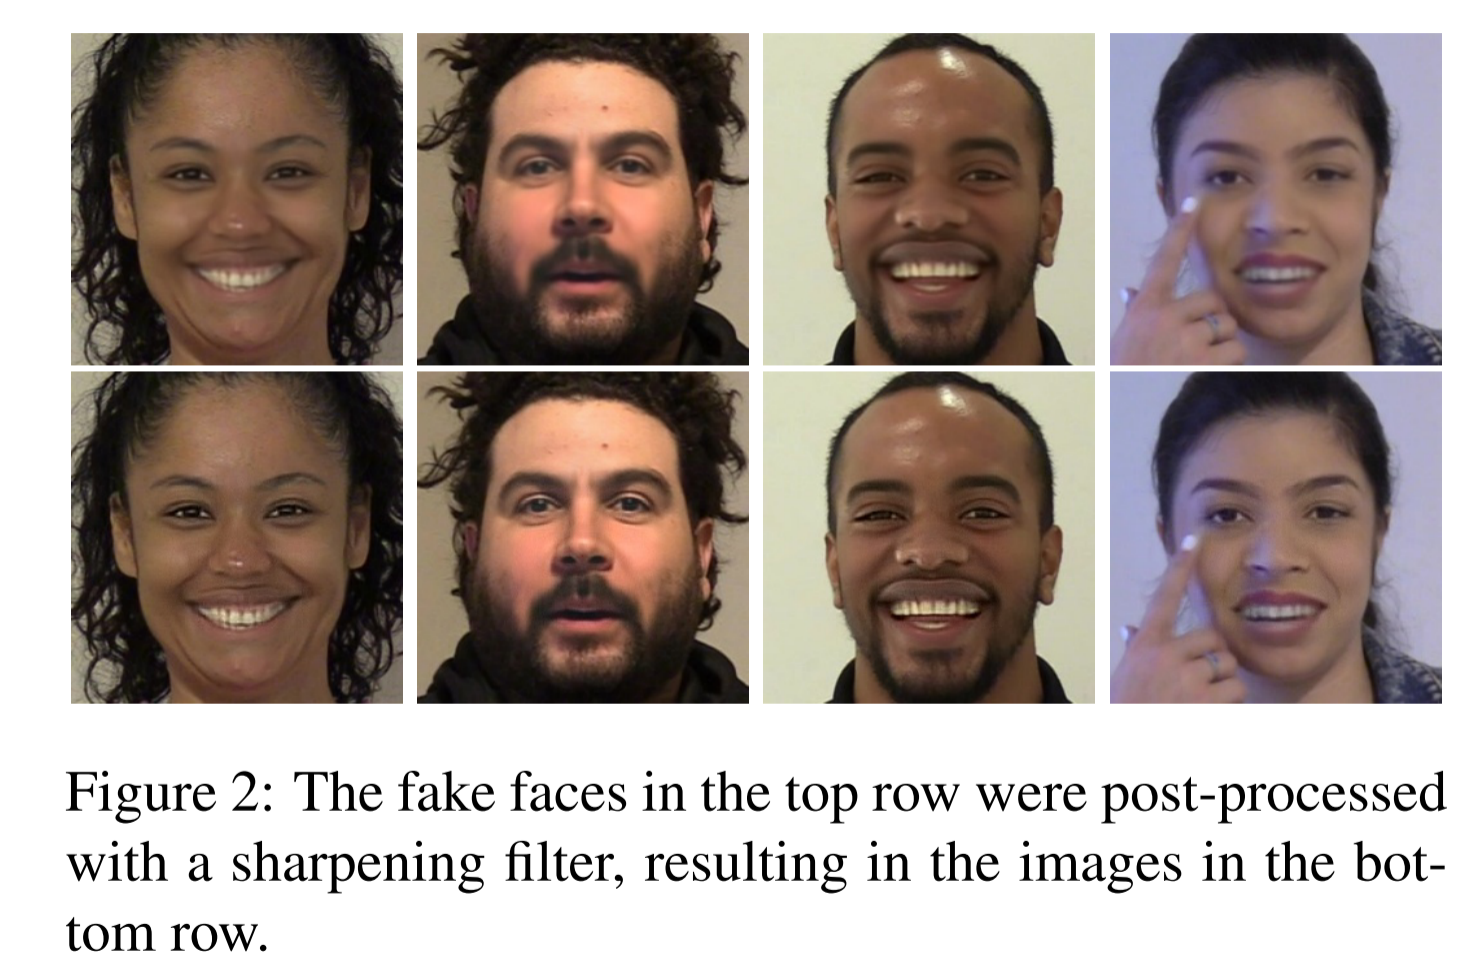 Figure 2: The fake faces in the top row were post-processed
with a sharpening filter, resulting in the images in the bot-
tom row.